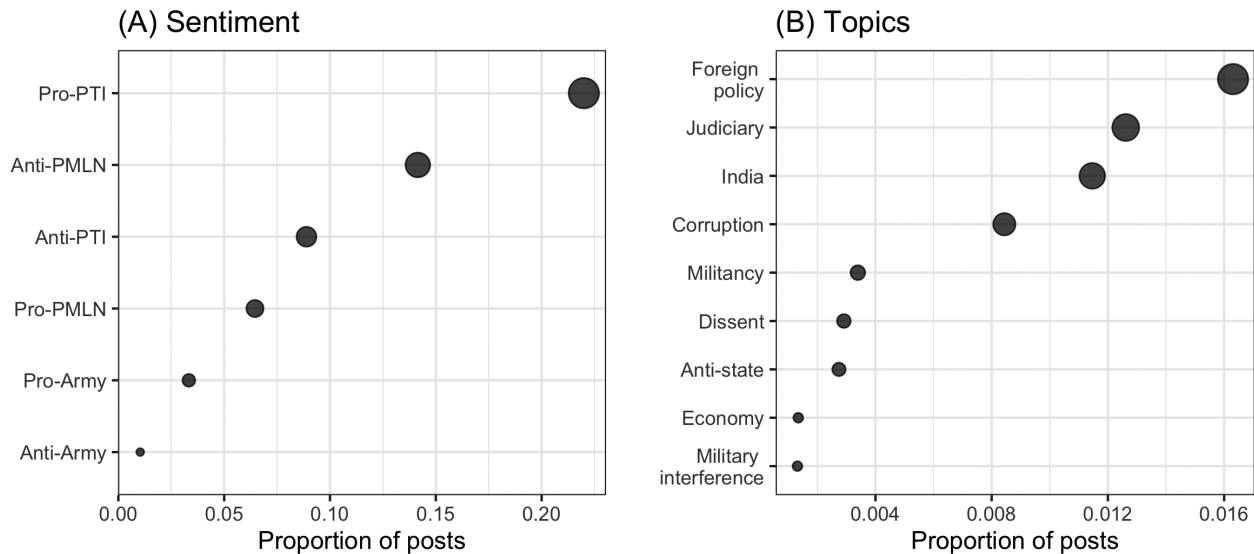 (A) Sentiment
Pro-PTI
Anti-PMLN
Anti-PTI
Pro-PMLN
Pro-Army
Anti-Army
0.00 0.05 0.10 0.15 0.20
Proportion of posts
(B) Topics
Foreign
policy
Judiciary
India
Corruption
Militancy
Dissent
Anti-state
Economy
Military
interference
0.004 0.008 0.012 0.016
Proportion of posts